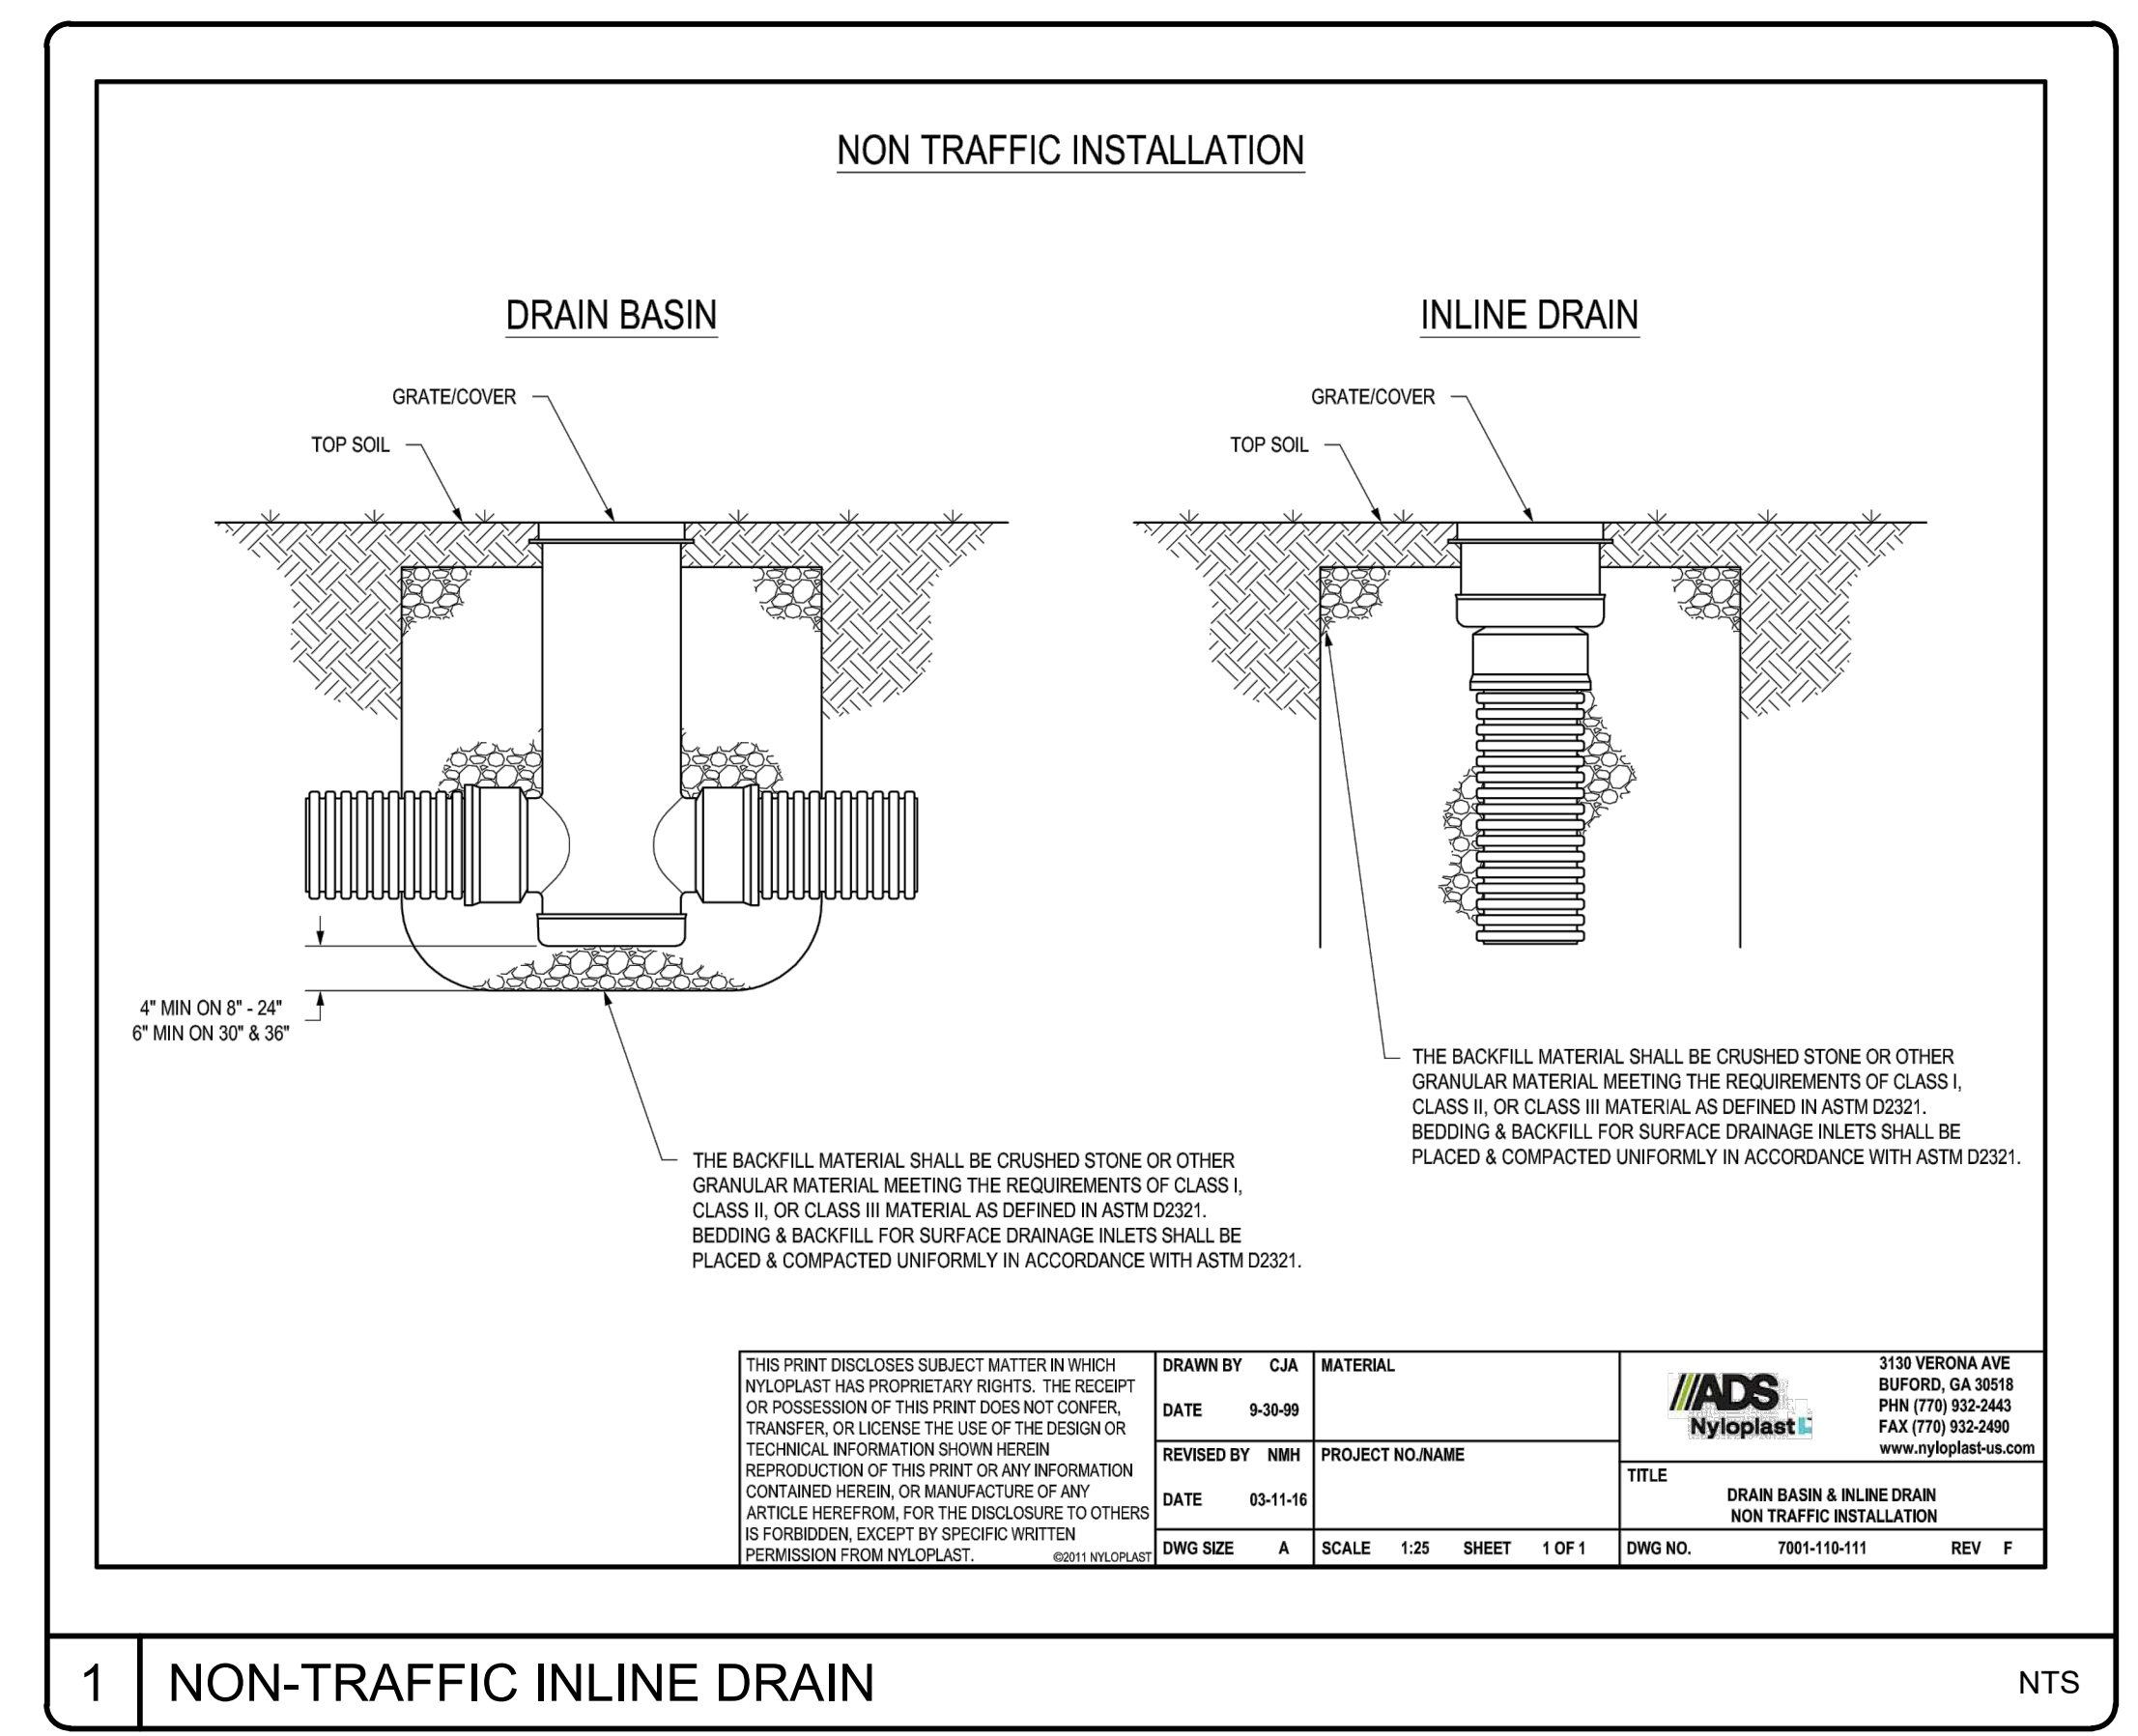 NON TRAFFIC INSTALLATION
DRAIN BASIN
GRATE/COVER
TOP SOIL
4" MIN ON 8" - 24"
6" MIN ON 30" & 36"
THE BACKFILL MATERIAL SHALL BE CRUSHED STONE OR OTHER
GRANULAR MATERIAL MEETING THE REQUIREMENTS OF CLASS I,
CLASS II, OR CLASS III MATERIAL AS DEFINED IN ASTM D2321.
BEDDING & BACKFILL FOR SURFACE DRAINAGE INLETS SHALL BE
PLACED & COMPACTED UNIFORMLY IN ACCORDANCE WITH ASTM D2321.
INLINE DRAIN
GRATE/COVER
TOP SOIL
THE BACKFILL MATERIAL SHALL BE CRUSHED STONE OR OTHER
GRANULAR MATERIAL MEETING THE REQUIREMENTS OF CLASS I,
CLASS II, OR CLASS III MATERIAL AS DEFINED IN ASTM D2321.
BEDDING & BACKFILL FOR SURFACE DRAINAGE INLETS SHALL BE
PLACED & COMPACTED UNIFORMLY IN ACCORDANCE WITH ASTM D2321.
THIS PRINT DISCLOSES SUBJECT MATTER IN WHICH
NYLOPLAST HAS PROPRIETARY RIGHTS. THE RECEIPT
OR POSSESSION OF THIS PRINT DOES NOT CONFER,
TRANSFER, OR LICENSE THE USE OF THE DESIGN OR
TECHNICAL INFORMATION SHOWN HEREIN
REPRODUCTION OF THIS PRINT OR ANY INFORMATION
CONTAINED HEREIN, OR MANUFACTURE OF ANY
ARTICLE HEREFROM, FOR THE DISCLOSURE TO OTHERS
IS FORBIDDEN, EXCEPT BY SPECIFIC WRITTEN
PERMISSION FROM NYLOPLAST. ©2011 NYLOPLAST
DRAWN BY CJA
DATE 9-30-99
REVISED BY NMH
DATE 03-11-16
DWG SIZE A
MATERIAL
PROJECT NO./NAME
SCALE 1:25 SHEET 1 OF 1
ADS
Nyloplast
3130 VERONA AVE
BUFORD, GA 30518
PHN (770) 932-2443
FAX (770) 932-2490
www.nyloplast-us.com
TITLE
DRAIN BASIN & INLINE DRAIN
NON TRAFFIC INSTALLATION
DWG NO. 7001-110-111 REV F
1 NON-TRAFFIC INLINE DRAIN NTS